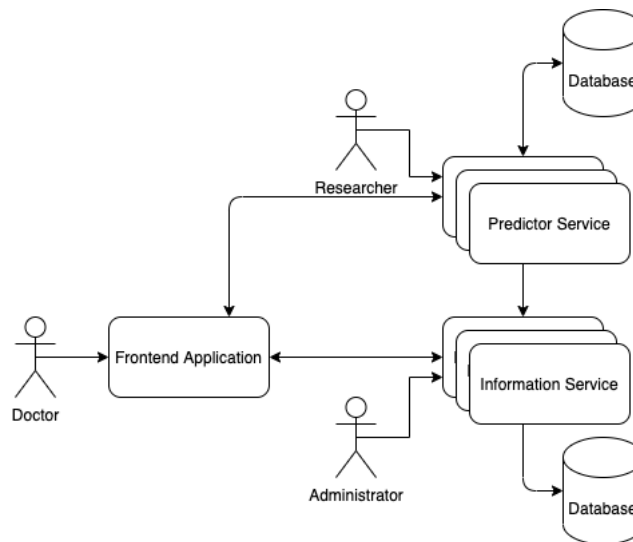 Database
Researcher
Predictor Service
Frontend Application
Information Service
Doctor
Administrator
Database